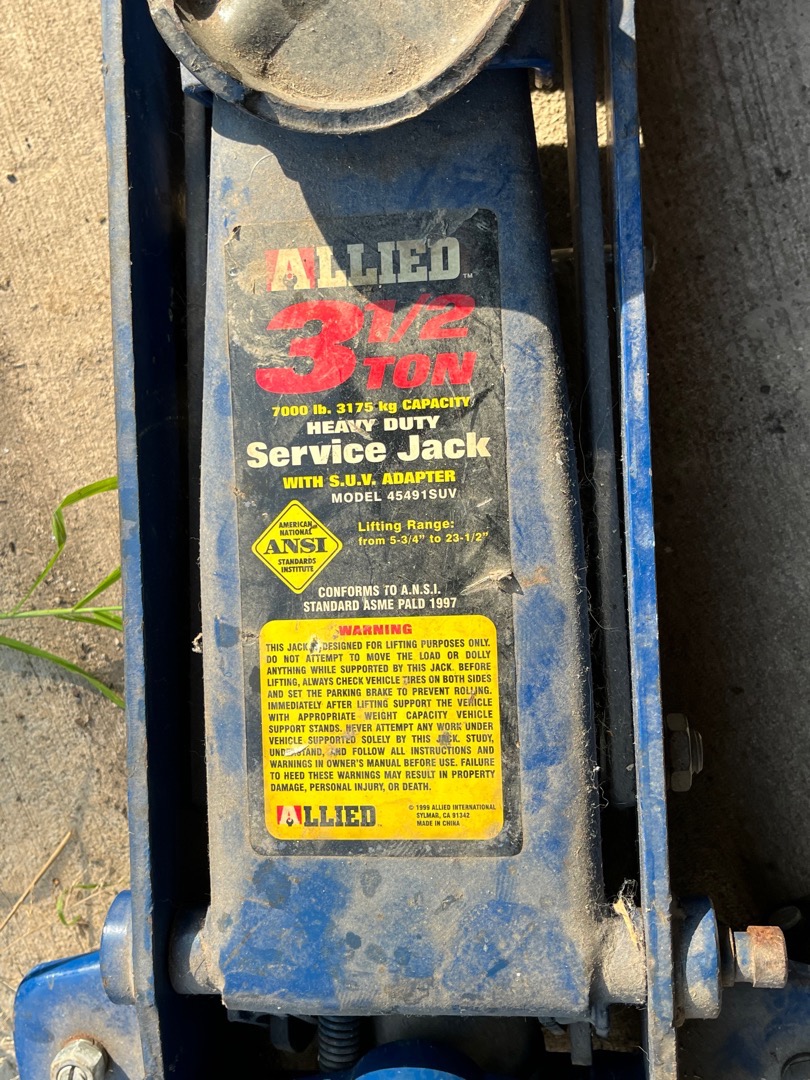 ALLIED™
3 1/2 TON
7000 lb. 3175 kg CAPACITY
HEAVY DUTY
Service Jack
WITH S.U.V. ADAPTER
MODEL 45491SUV
AMERICAN
NATIONAL
ANSI
STANDARDS
INSTITUTE
Lifting Range:
from 5-3/4" to 23-1/2"
CONFORMS TO A.N.S.I.
STANDARD ASME PALD 1997
WARNING
THIS JACK IS DESIGNED FOR LIFTING PURPOSES ONLY.
DO NOT ATTEMPT TO MOVE THE LOAD OR DOLLY
ANYTHING WHILE SUPPORTED BY THIS JACK. BEFORE
LIFTING, ALWAYS CHECK VEHICLE TIRES ON BOTH SIDES
AND SET THE PARKING BRAKE TO PREVENT ROLLING.
IMMEDIATELY AFTER LIFTING SUPPORT THE VEHICLE
WITH APPROPRIATE WEIGHT CAPACITY VEHICLE
SUPPORT STANDS. NEVER ATTEMPT ANY WORK UNDER
VEHICLE SUPPORTED SOLELY BY THIS JACK. STUDY,
UNDERSTAND, AND FOLLOW ALL INSTRUCTIONS AND
WARNINGS IN OWNER'S MANUAL BEFORE USE. FAILURE
TO HEED THESE WARNINGS MAY RESULT IN PROPERTY
DAMAGE, PERSONAL INJURY, OR DEATH.
ALLIED™
© 1999 ALLIED INTERNATIONAL
SYLMAR, CA 91342
MADE IN CHINA